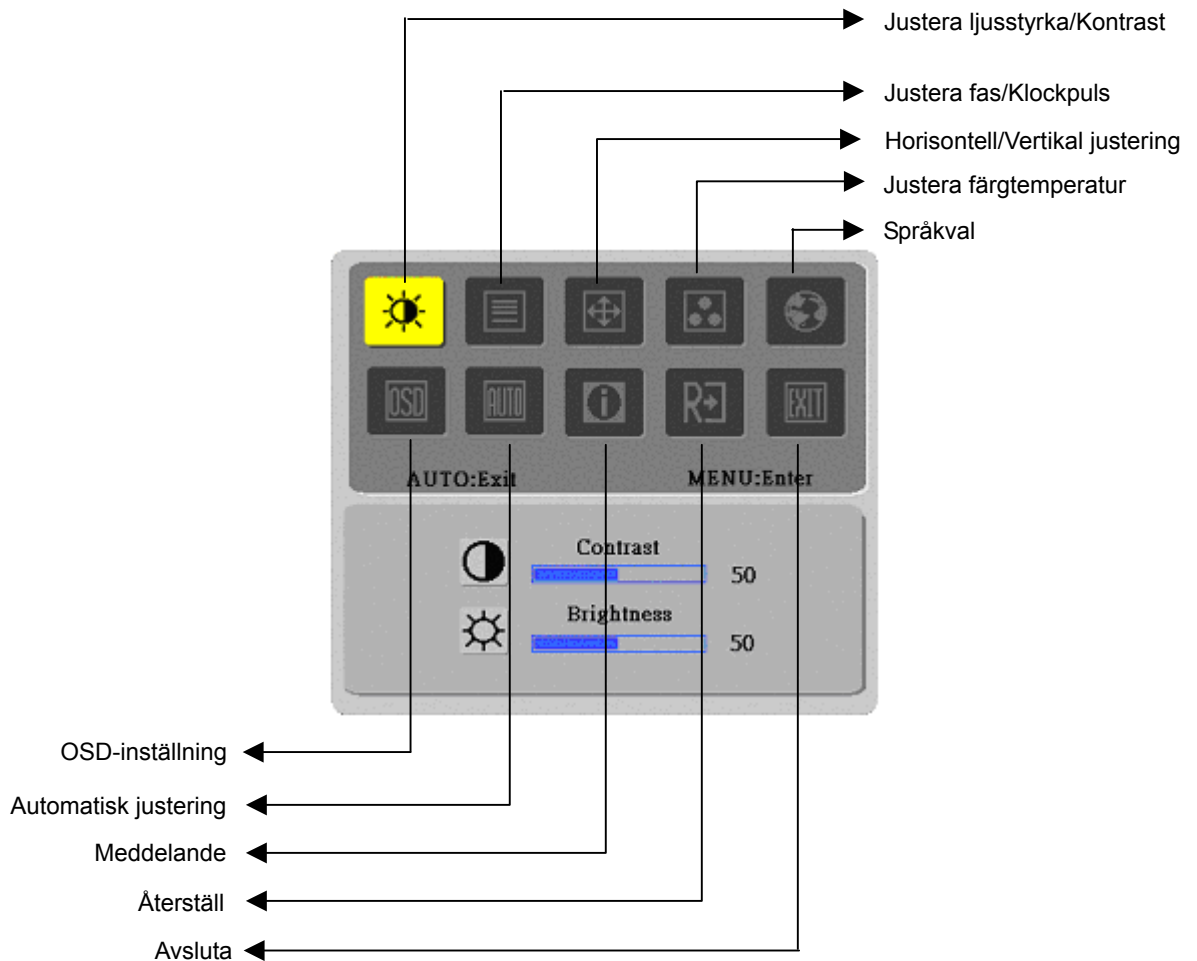 Justera ljusstyrka/Kontrast
Justera fas/Klockpuls
Horisontell/Vertikal justering
Justera färgtemperatur
Språkval
OSD
AUTO
i
R
EXIT
AUTO:Exit
MENU:Enter
Contrast
50
Brightness
50
OSD-inställning
Automatisk justering
Meddelande
Återställ
Avsluta